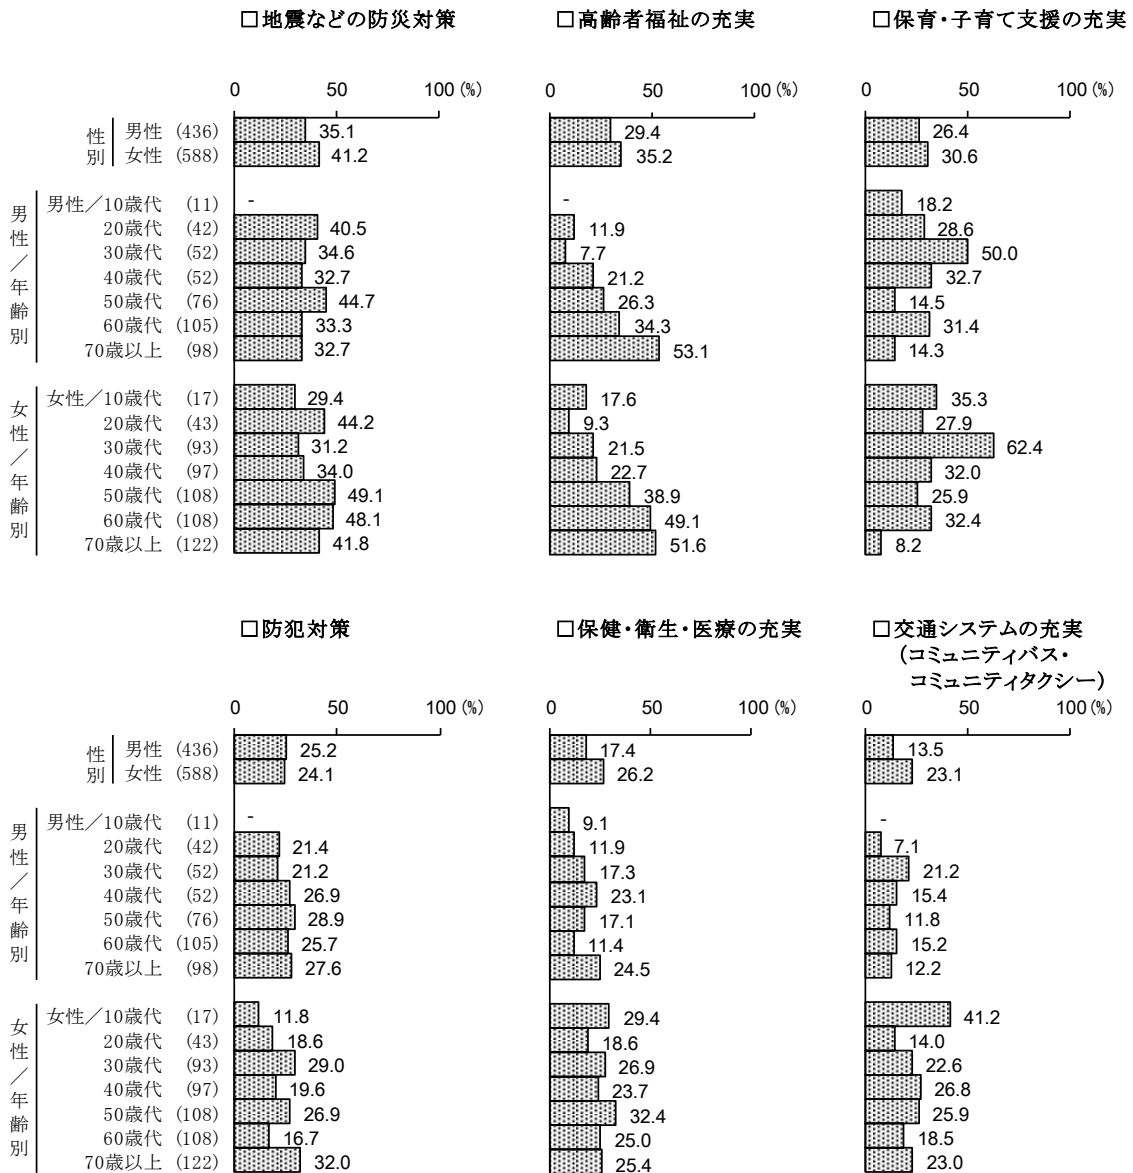 □地震などの防災対策 □高齢者福祉の充実 □保育・子育て支援の充実
0 50 100(%) 0 50 100(%) 0 50 100(%)
性別
男性 (436) 35.1 29.4 26.4
女性 (588) 41.2 35.2 30.6
男性／年齢別
男性／10歳代 (11) - - 18.2
20歳代 (42) 40.5 11.9 28.6
30歳代 (52) 34.6 7.7 50.0
40歳代 (52) 32.7 21.2 32.7
50歳代 (76) 44.7 26.3 14.5
60歳代 (105) 33.3 34.3 31.4
70歳以上 (98) 32.7 53.1 14.3
女性／年齢別
女性／10歳代 (17) 29.4 17.6 35.3
20歳代 (43) 44.2 9.3 27.9
30歳代 (93) 31.2 21.5 62.4
40歳代 (97) 34.0 22.7 32.0
50歳代 (108) 49.1 38.9 25.9
60歳代 (108) 48.1 49.1 32.4
70歳以上 (122) 41.8 51.6 8.2
□防犯対策 □保健・衛生・医療の充実 □交通システムの充実
（コミュニティバス・
コミュニティタクシー）
0 50 100(%) 0 50 100(%) 0 50 100(%)
性別
男性 (436) 25.2 17.4 13.5
女性 (588) 24.1 26.2 23.1
男性／年齢別
男性／10歳代 (11) - 9.1 -
20歳代 (42) 21.4 11.9 7.1
30歳代 (52) 21.2 17.3 21.2
40歳代 (52) 26.9 23.1 15.4
50歳代 (76) 28.9 17.1 11.8
60歳代 (105) 25.7 11.4 15.2
70歳以上 (98) 27.6 24.5 12.2
女性／年齢別
女性／10歳代 (17) 11.8 29.4 41.2
20歳代 (43) 18.6 18.6 14.0
30歳代 (93) 29.0 26.9 22.6
40歳代 (97) 19.6 23.7 26.8
50歳代 (108) 26.9 32.4 25.9
60歳代 (108) 16.7 25.0 18.5
70歳以上 (122) 32.0 25.4 23.0